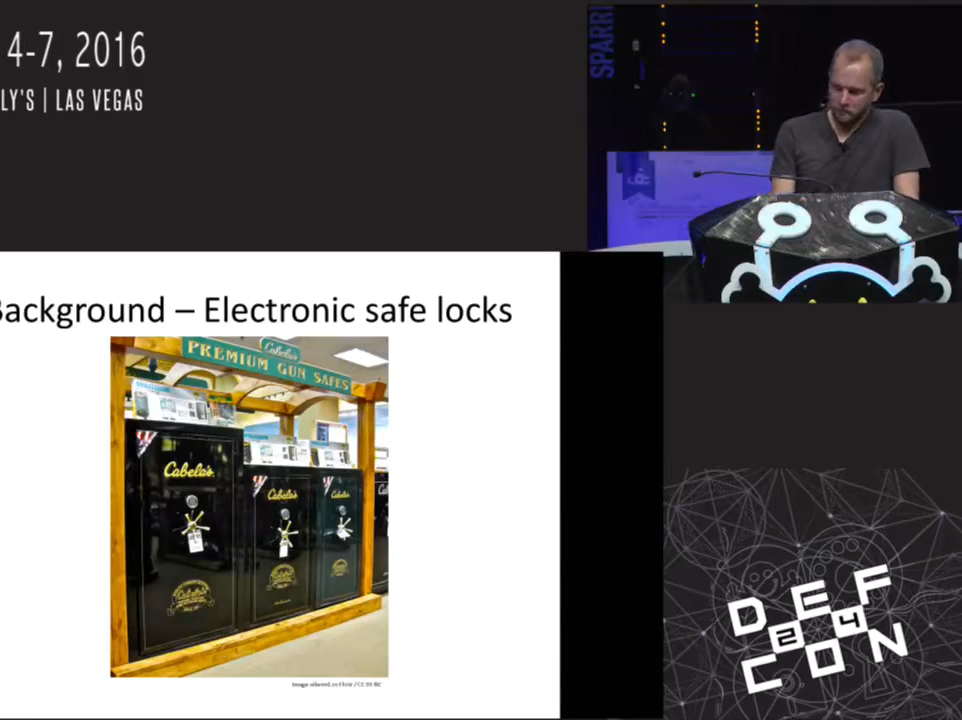 4-7, 2016
LY'S | LAS VEGAS
SPARRI
Background – Electronic safe locks
Cabela's
PREMIUM GUN SAFES
Cabela's
Cabela's
Cabela's
DEF
24
CON